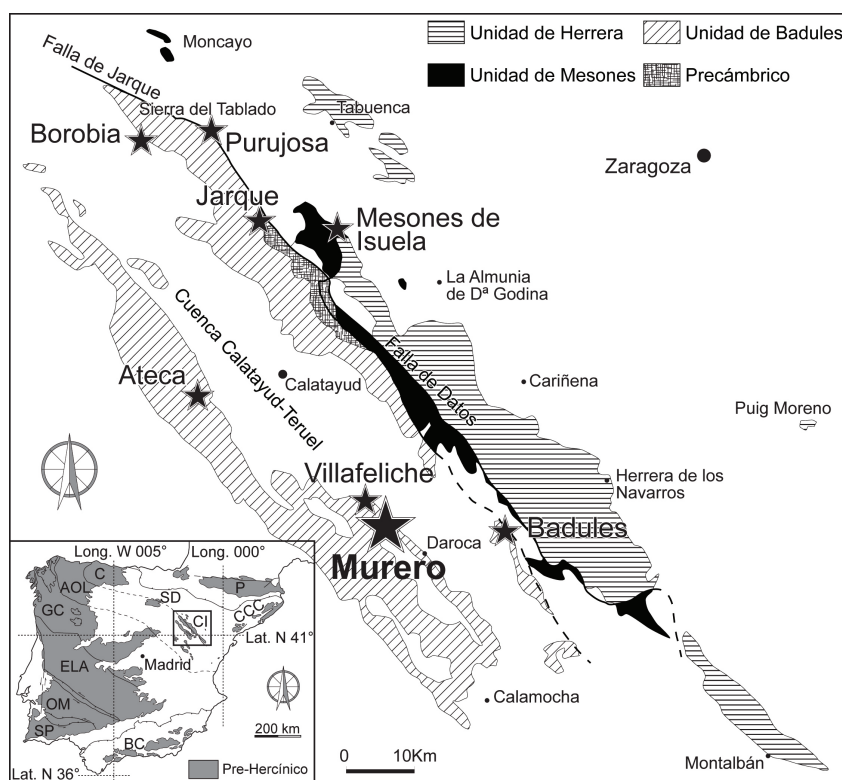 Unidad de Herrera
Unidad de Badules
Unidad de Mesones
Precámbrico
Moncayo
Falla de Jarque
Sierra del Tablado
Tabuenca
Borobia
Purujosa
Zaragoza
Jarque
Mesones de
Isuela
La Almunia
de Dª Godina
Cuenca Calatayud-Teruel
Falla de Datos
Ateca
Calatayud
Cariñena
Puig Moreno
Villafeliche
Herrera de los
Navarros
Badules
Daroca
Murero
Calamocha
Montalbán
0 10Km
Long. W 005°
Long. 000°
C
AOL
P
SD
GC
CI
CCC
Lat. N 41°
Madrid
ELA
OM
200 km
SP
BC
Lat. N 36°
Pre-Hercínico